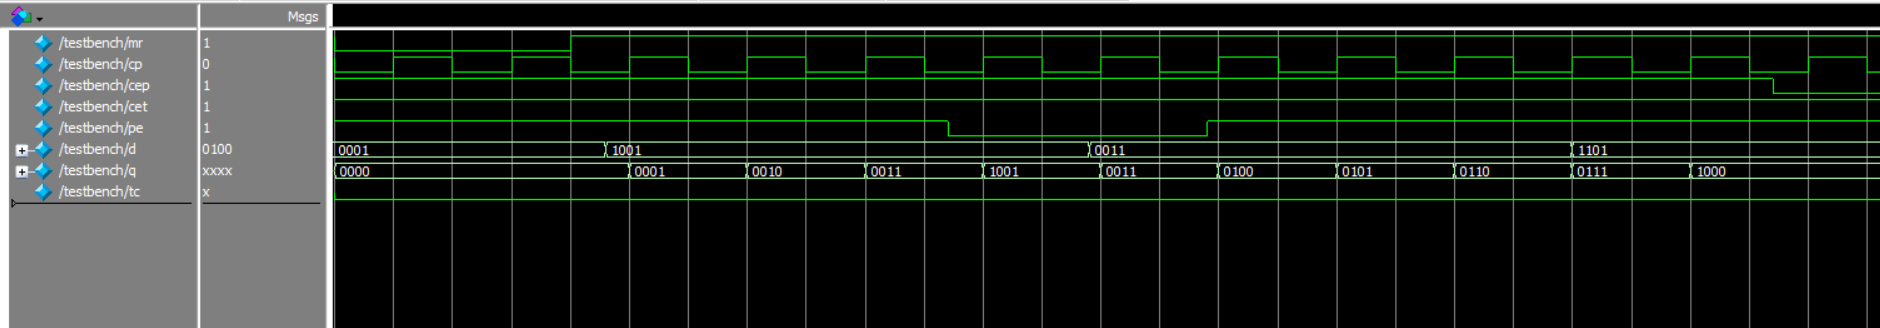 Msgs
/testbench/mr 1
/testbench/cp 0
/testbench/cep 1
/testbench/cet 1
/testbench/pe 1
/testbench/d 0100 0001 1001 0011 1101
/testbench/q xxxx 0000 0001 0010 0011 1001 0011 0100 0101 0110 0111 1000
/testbench/tc x